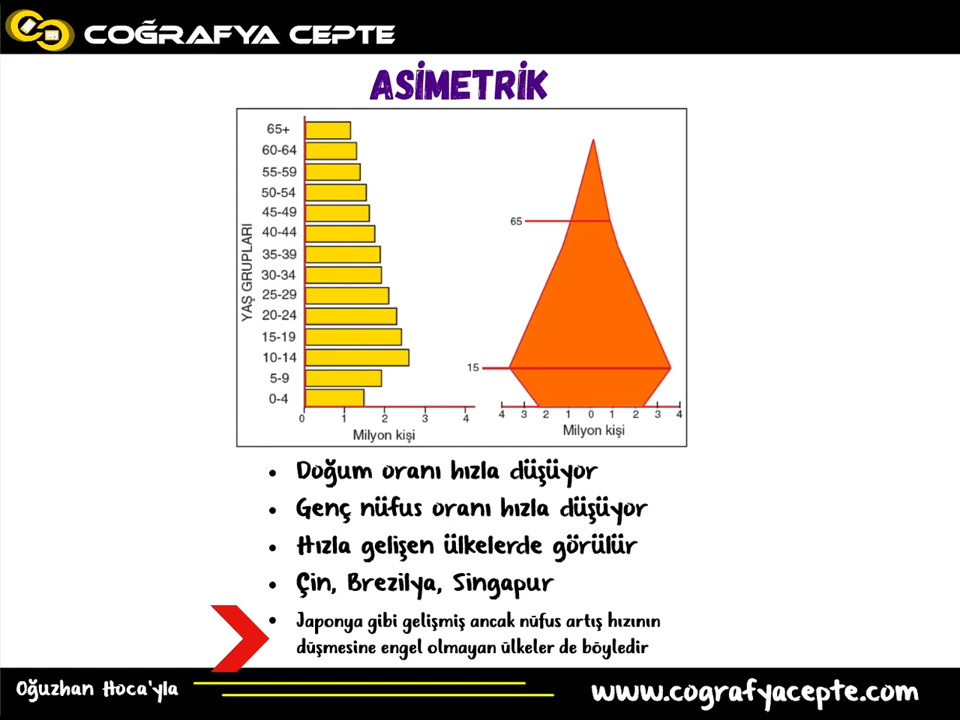 COĞRAFYA CEPTE
ASİMETRİK
YAŞ GRUPLARI
65+
60-64
55-59
50-54
45-49
40-44
35-39
30-34
25-29
20-24
15-19
10-14
5-9
0-4
0 1 2 3 4
Milyon kişi
65
15
4 3 2 1 0 1 2 3 4
Milyon kişi
• Doğum oranı hızla düşüyor
• Genç nüfus oranı hızla düşüyor
• Hızla gelişen ülkelerde görülür
• Çin, Brezilya, Singapur
• Japonya gibi gelişmiş ancak nüfus artış hızının
düşmesine engel olmayan ülkeler de böyledir
Oğuzhan Hoca'yla
www.cografyacepte.com